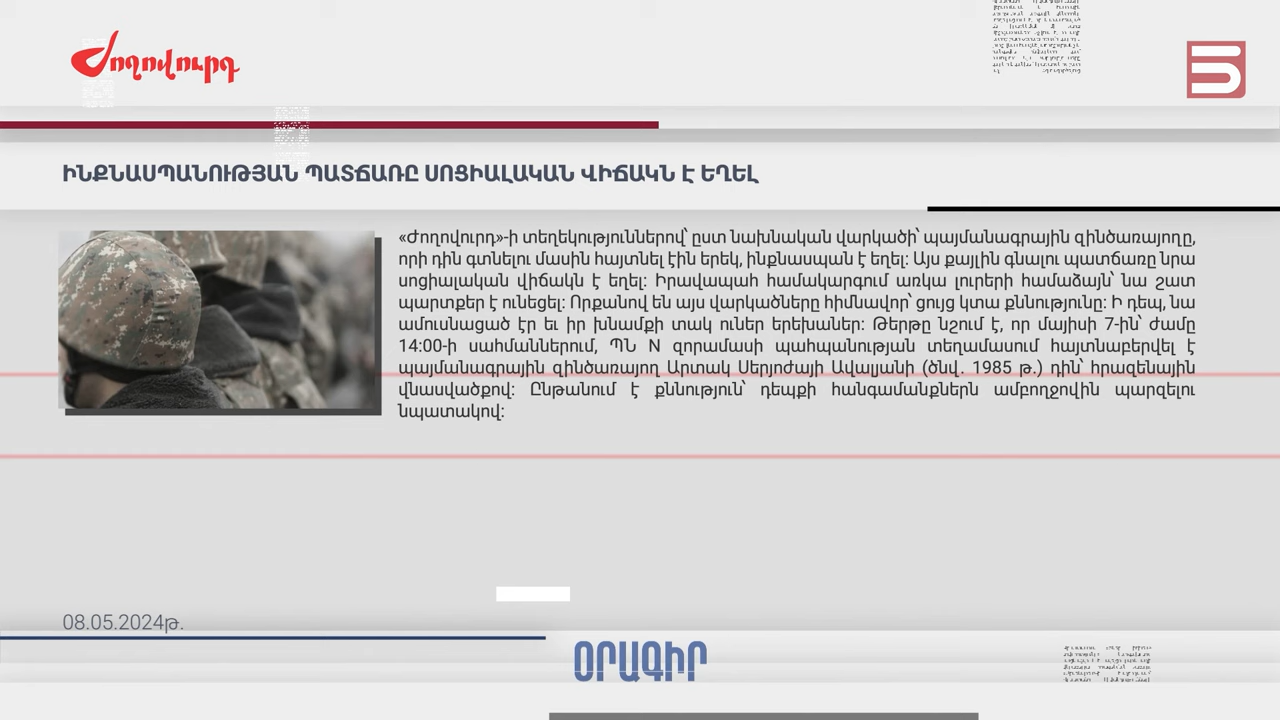 Ժողովուրդ
5
ԻՆՔՆԱՍՊԱՆՈՒԹՅԱՆ ՊԱՏՃԱՌԸ ՍՈՑԻԱԼԱԿԱՆ ՎԻՃԱԿՆ Է ԵՂԵԼ
«Ժողովուրդ»-ի տեղեկություններով՝ ըստ նախնական վարկածի՝ պայմանագրային զինծառայողը,
որի դին գտնելու մասին հայտնել էին երեկ, ինքնասպան է եղել: Այս քայլին գնալու պատճառը նրա
սոցիալական վիճակն է եղել: Իրավապահ համակարգում առկա լուրերի համաձայն՝ նա շատ
պարտքեր է ունեցել: Որքանով են այս վարկածները հիմնավոր՝ ցույց կտա քննությունը: Ի դեպ, նա
ամուսնացած էր եւ իր խնամքի տակ ուներ երեխաներ: Թերթը նշում է, որ մայիսի 7-ին՝ ժամը
14:00-ի սահմաններում, ՊՆ N զորամասի պահպանության տեղամասում հայտնաբերվել է
պայմանագրային զինծառայող Արտակ Սերյոժայի Ավալյանի (ծնվ. 1985 թ.) դին՝ հրազենային
վնասվածքով: Ընթանում է քննություն՝ դեպքի հանգամանքներն ամբողջովին պարզելու
նպատակով:
08.05.2024թ.
ՕՐԱԳԻՐ